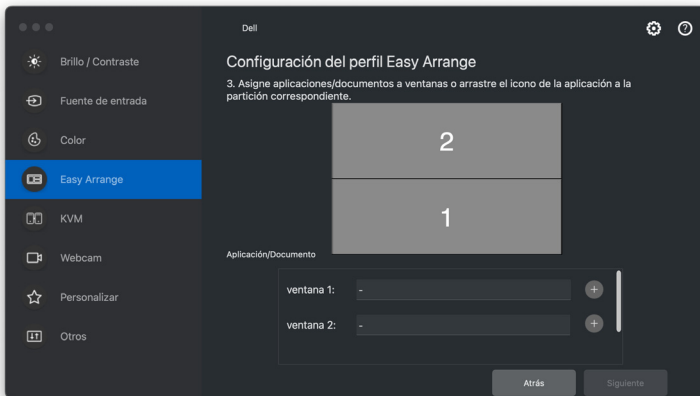 Dell
Brillo / Contraste
Fuente de entrada
Color
Easy Arrange
KVM
Webcam
Personalizar
Otros
Configuración del perfil Easy Arrange
3. Asigne aplicaciones/documentos a ventanas o arrastre el icono de la aplicación a la
partición correspondiente.
2
1
Aplicación/Documento
ventana 1: -
ventana 2: -
Atrás
Siguiente